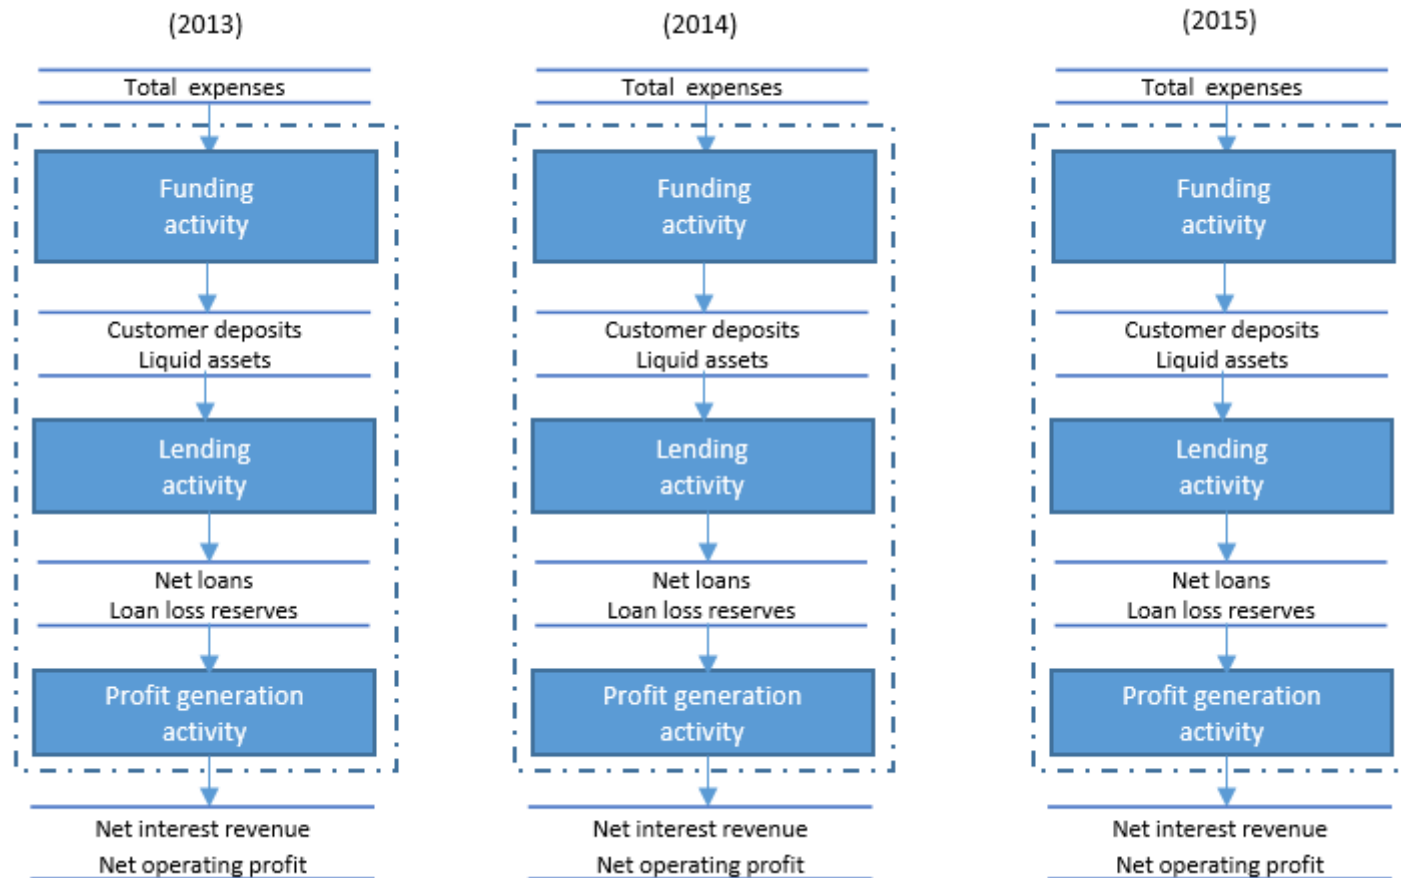 (2013)
Total expenses
Funding
activity
Customer deposits
Liquid assets
Lending
activity
Net loans
Loan loss reserves
Profit generation
activity
Net interest revenue
Net operating profit
(2014)
Total expenses
Funding
activity
Customer deposits
Liquid assets
Lending
activity
Net loans
Loan loss reserves
Profit generation
activity
Net interest revenue
Net operating profit
(2015)
Total expenses
Funding
activity
Customer deposits
Liquid assets
Lending
activity
Net loans
Loan loss reserves
Profit generation
activity
Net interest revenue
Net operating profit